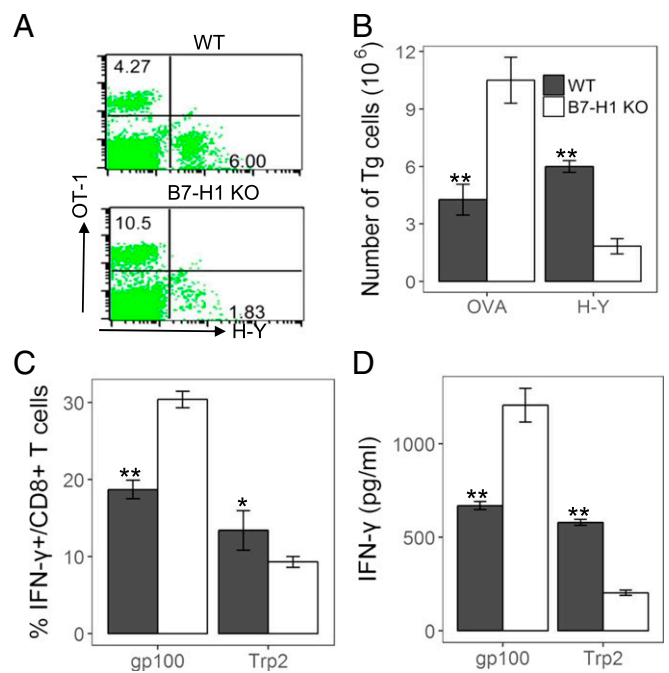 A
WT
4.27
6.00
B7-H1 KO
10.5
1.83
OT-1
H-Y
B
Number of Tg cells (10⁶)
12
9
6
3
0
WT
B7-H1 KO
**
**
OVA
H-Y
C
% IFN-γ+/CD8+ T cells
30
20
10
0
**
*
gp100
Trp2
D
IFN-γ (pg/ml)
1000
500
0
**
**
gp100
Trp2